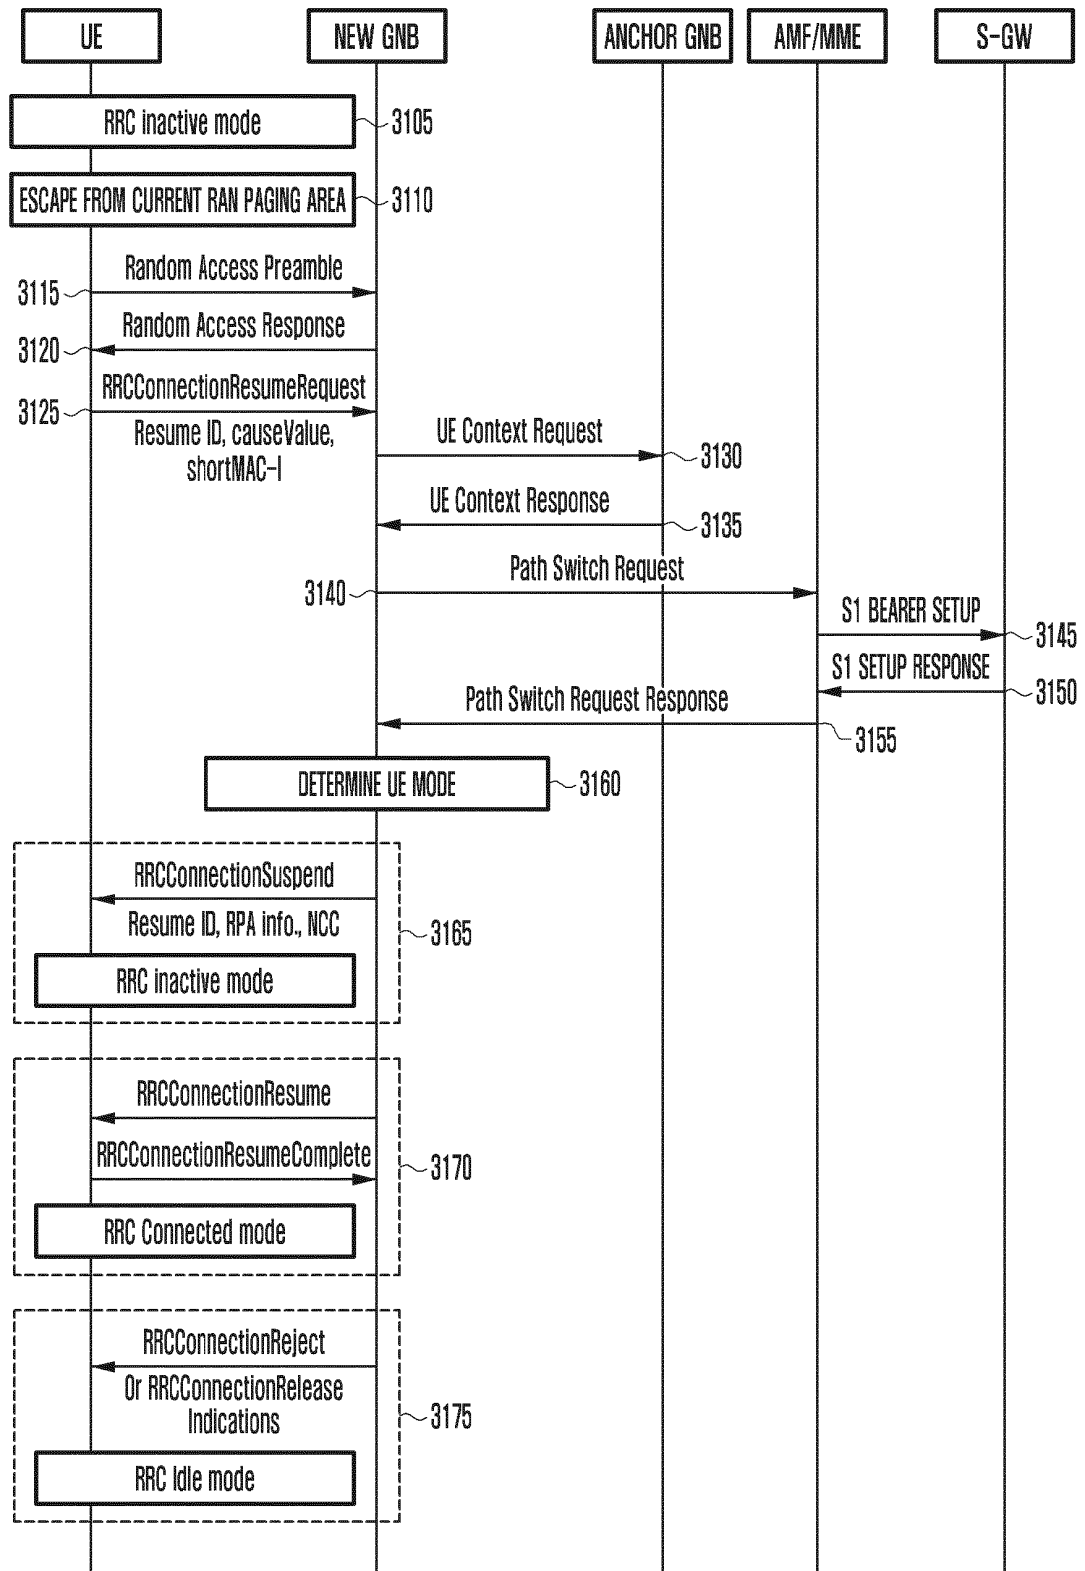 UE
NEW GNB
ANCHOR GNB
AMF/MME
S-GW
RRC inactive mode
3105
ESCAPE FROM CURRENT RAN PAGING AREA
3110
Random Access Preamble
3115
Random Access Response
3120
RRCConnectionResumeRequest
3125
Resume ID, causeValue,
shortMAC-I
UE Context Request
3130
UE Context Response
3135
Path Switch Request
3140
S1 BEARER SETUP
3145
S1 SETUP RESPONSE
3150
Path Switch Request Response
3155
DETERMINE UE MODE
3160
RRCConnectionSuspend
Resume ID, RPA info., NCC
3165
RRC inactive mode
RRCConnectionResume
RRCConnectionResumeComplete
3170
RRC Connected mode
RRCConnectionReject
Or RRCConnectionRelease
Indications
3175
RRC Idle mode